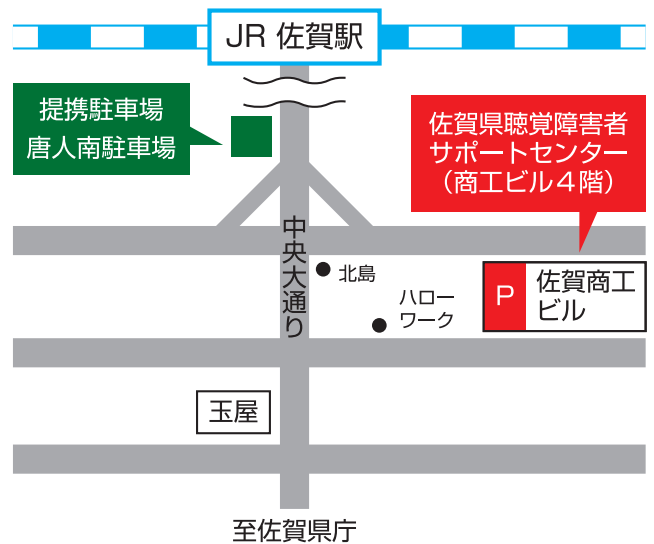 JR 佐賀駅
提携駐車場
唐人南駐車場
佐賀県聴覚障害者
サポートセンター
（商工ビル４階）
中央大通り
北島
ハロー
ワーク
P
佐賀商工
ビル
玉屋
至佐賀県庁